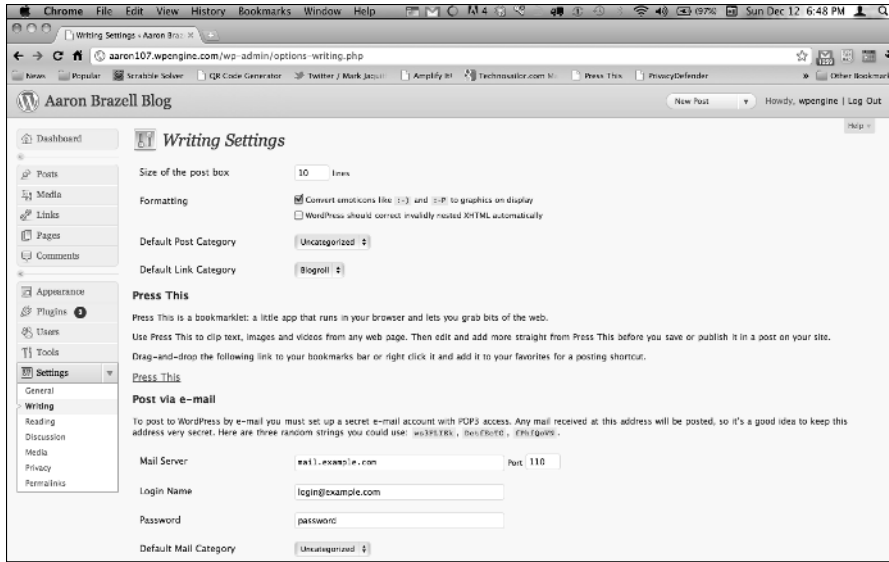 Chrome File Edit View History Bookmarks Window Help 4 (97%) Sun Dec 12 6:48 PM
Writing Settings ‹ Aaron Braz
aaron107.wpengine.com/wp-admin/options-writing.php
News Popular Scrabble Solver QR Code Generator Twitter / Mark Jaqui Amplify It! Technosailor.com Press This PrivacyDefender » Other Bookmark
Aaron Brazell Blog New Post Howdy, wpengine | Log Out
Help
Dashboard
Writing Settings
Posts
Media
Links
Pages
Comments
Appearance
Plugins 3
Users
Tools
Settings
General
Writing
Reading
Discussion
Media
Privacy
Permalinks
Size of the post box 10 lines
Formatting Convert emoticons like :-) and :-P to graphics on display
WordPress should correct invalidly nested XHTML automatically
Default Post Category Uncategorized
Default Link Category Blogroll
Press This
Press This is a bookmarklet: a little app that runs in your browser and lets you grab bits of the web.
Use Press This to clip text, images and videos from any web page. Then edit and add more straight from Press This before you save or publish it in a post on your site.
Drag-and-drop the following link to your bookmarks bar or right click it and add it to your favorites for a posting shortcut.
Press This
Post via e-mail
To post to WordPress by e-mail you must set up a secret e-mail account with POP3 access. Any mail received at this address will be posted, so it's a good idea to keep this
address very secret. Here are three random strings you could use: , , .
Mail Server mail.example.com Port 110
Login Name login@example.com
Password password
Default Mail Category Uncategorized